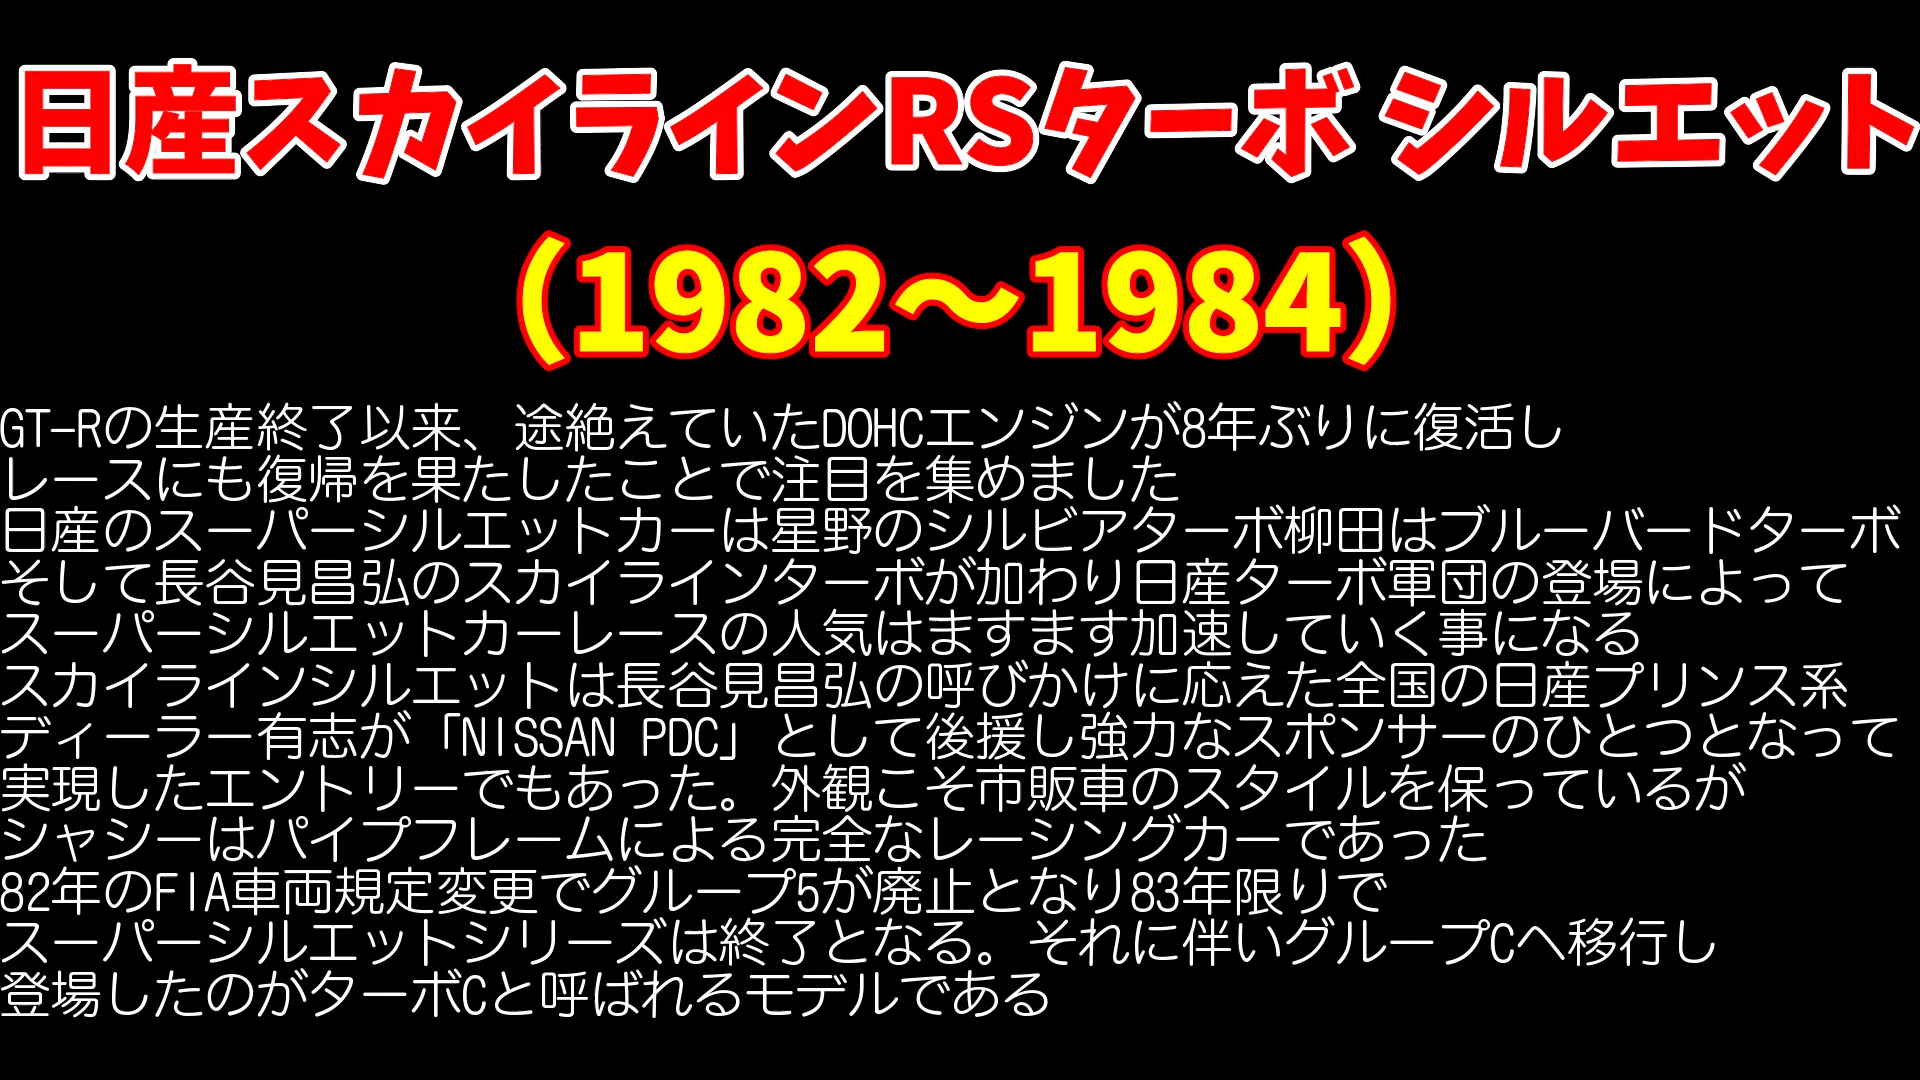 日産スカイラインRSターボ シルエット
（1982～1984）
GT-Rの生産終了以来、途絶えていたDOHCエンジンが8年ぶりに復活し
レースにも復帰を果たしたことで注目を集めました
日産のスーパーシルエットカーは星野のシルビアターボ柳田はブルーバードターボ
そして長谷見昌弘のスカイラインターボが加わり日産ターボ軍団の登場によって
スーパーシルエットカーレースの人気はますます加速していく事になる
スカイラインシルエットは長谷見昌弘の呼びかけに応えた全国の日産プリンス系
ディーラー有志が「NISSAN PDC」として後援し強力なスポンサーのひとつとなって
実現したエントリーでもあった。外観こそ市販車のスタイルを保っているが
シャシーはパイプフレームによる完全なレーシングカーであった
82年のFIA車両規定変更でグループ5が廃止となり83年限りで
スーパーシルエットシリーズは終了となる。それに伴いグループCへ移行し
登場したのがターボCと呼ばれるモデルである